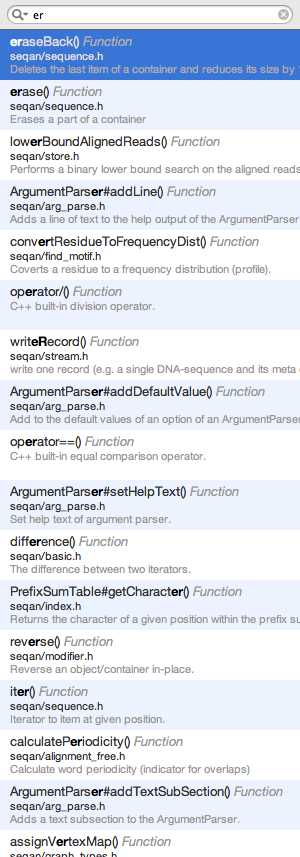 er
eraseBack() Function
seqan/sequence.h
Deletes the last item of a container and reduces its size by
erase() Function
seqan/sequence.h
Erases a part of a container
lowerBoundAlignedReads() Function
seqan/store.h
Performs a binary lower bound search on the aligned reads
ArgumentParser#addLine() Function
seqan/arg_parse.h
Adds a line of text to the help output of the ArgumentParser
convertResidueToFrequencyDist() Function
seqan/find_motif.h
Coverts a residue to a frequency distribution (profile).
operator/() Function
C++ built-in division operator.
writeRecord() Function
seqan/stream.h
write one record (e.g. a single DNA-sequence and its meta
ArgumentParser#addDefaultValue() Function
seqan/arg_parse.h
Add to the default values of an option of an ArgumentParser
operator==() Function
C++ built-in equal comparison operator.
ArgumentParser#setHelpText() Function
seqan/arg_parse.h
Set help text of argument parser.
difference() Function
seqan/basic.h
The difference between two iterators.
PrefixSumTable#getCharacter() Function
seqan/index.h
Returns the character of a given position within the prefix su
reverse() Function
seqan/modifier.h
Reverse an object/container in-place.
iter() Function
seqan/sequence.h
Iterator to item at given position.
calculatePeriodicity() Function
seqan/alignment_free.h
Calculate word periodicity (indicator for overlaps)
ArgumentParser#addTextSubSection() Function
seqan/arg_parse.h
Adds a text subsection to the ArgumentParser.
assignVertexMap() Function
seqan/graph_types.h